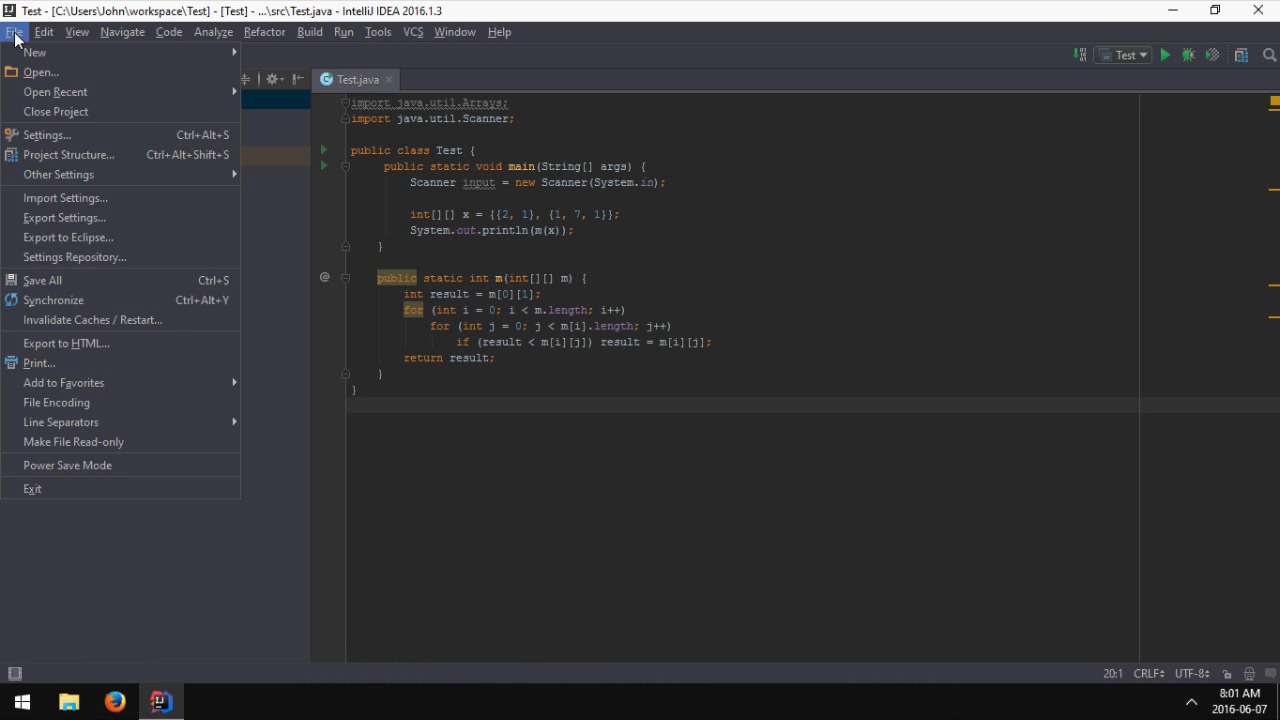 Test - [C:\Users\John\workspace\Test] - [Test] - ...\src\Test.java - IntelliJ IDEA 2016.1.3
File Edit View Navigate Code Analyze Refactor Build Run Tools VCS Window Help
New
Open...
Open Recent
Close Project
Settings... Ctrl+Alt+S
Project Structure... Ctrl+Alt+Shift+S
Other Settings
Import Settings...
Export Settings...
Export to Eclipse...
Settings Repository...
Save All Ctrl+S
Synchronize Ctrl+Alt+Y
Invalidate Caches / Restart...
Export to HTML...
Print...
Add to Favorites
File Encoding
Line Separators
Make File Read-only
Power Save Mode
Exit
Test
Test.java
import java.util.Arrays;
import java.util.Scanner;
public class Test {
public static void main(String[] args) {
Scanner input = new Scanner(System.in);
int[][] x = {{2, 1}, {1, 7, 1}};
System.out.println(m(x));
}
@
public static int m(int[][] m) {
int result = m[0][1];
for (int i = 0; i < m.length; i++)
for (int j = 0; j < m[i].length; j++)
if (result < m[i][j]) result = m[i][j];
return result;
}
}
20:1 CRLF UTF-8
8:01 AM
2016-06-07